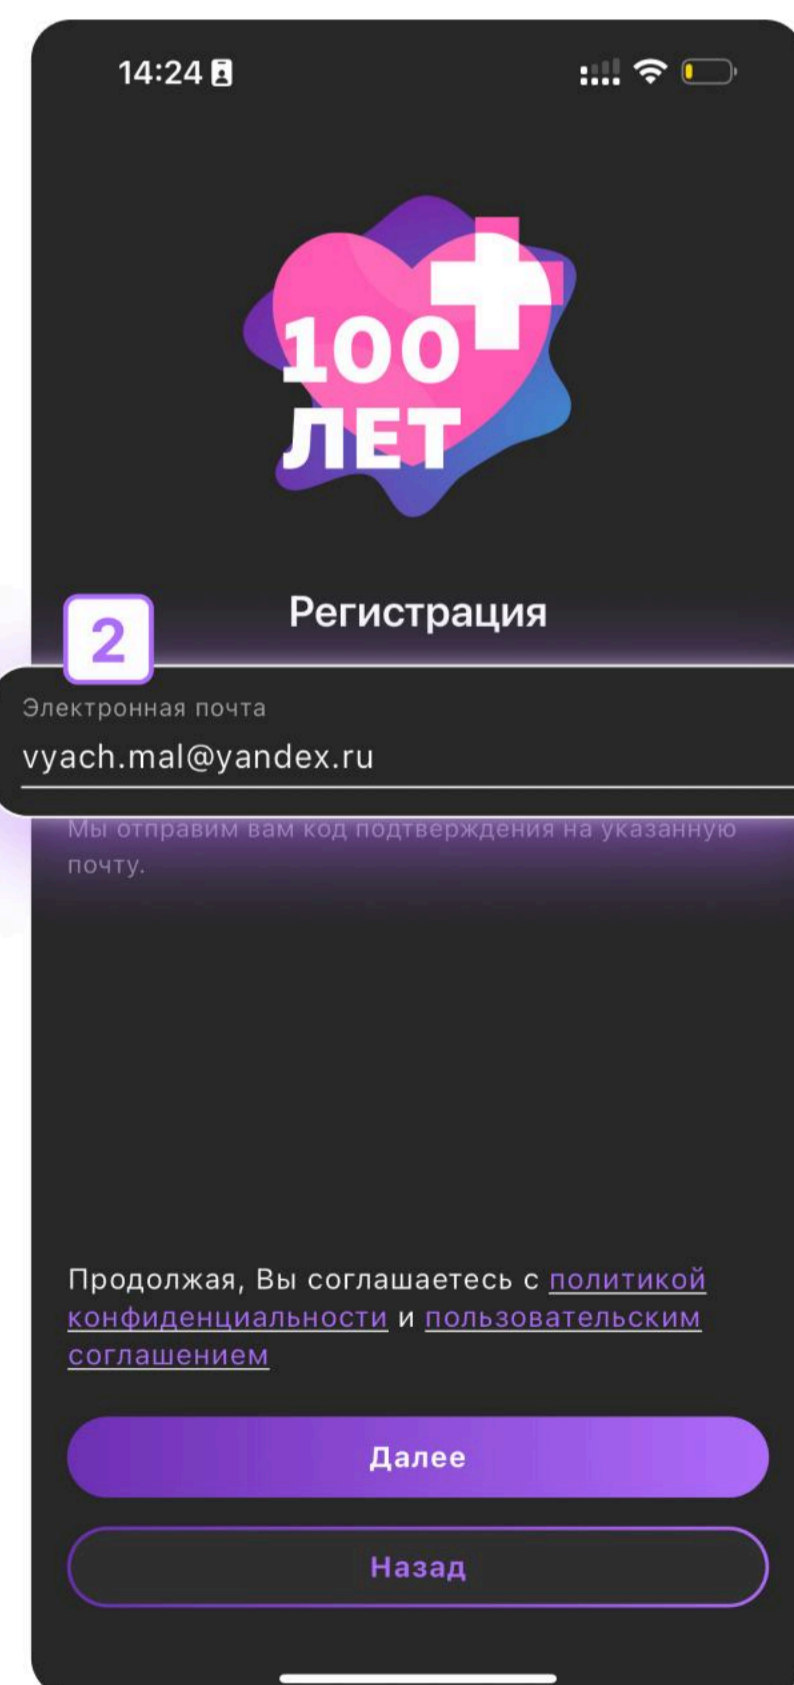 14:24
100
ЛЕТ
Регистрация
2
Электронная почта
vyach.mal@yandex.ru
Мы отправим вам код подтверждения на указанную
почту.
Продолжая, Вы соглашаетесь с политикой
конфиденциальности и пользовательским
соглашением
Далее
Назад